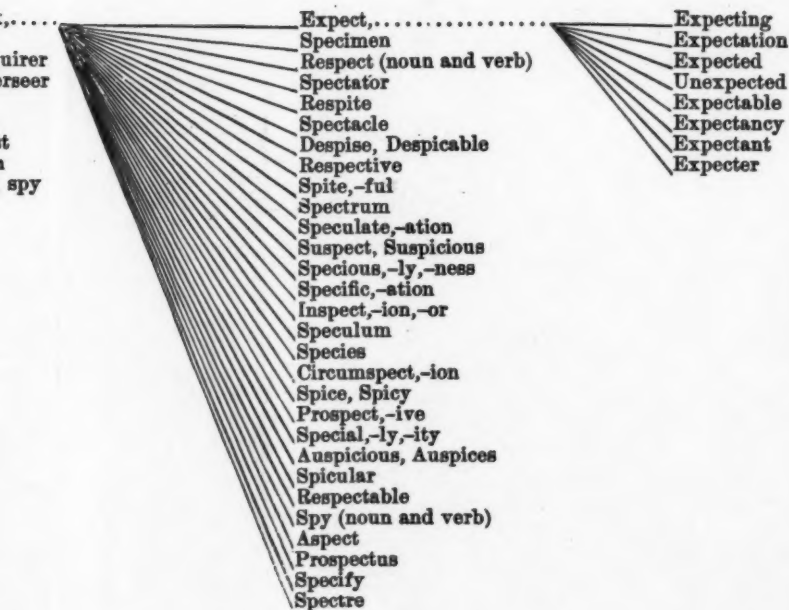 Expect,
Specimen
Respect (noun and verb)
Spectator
Respite
Spectacle
Despise, Despicable
Respective
Spite,-ful
Spectrum
Speculate,-ation
Suspect, Suspicious
Specious,-ly,-ness
Specific,-ation
Inspect,-ion,-or
Speculum
Species
Circumspect,-ion
Spice, Spicy
Prospect,-ive
Special,-ly,-ity
Auspicious, Auspices
Spicular
Respectable
Spy (noun and verb)
Aspect
Prospectus
Specify
Spectre
Expecting
Expectation
Expected
Unexpected
Expectable
Expectancy
Expectant
Expecter
spy